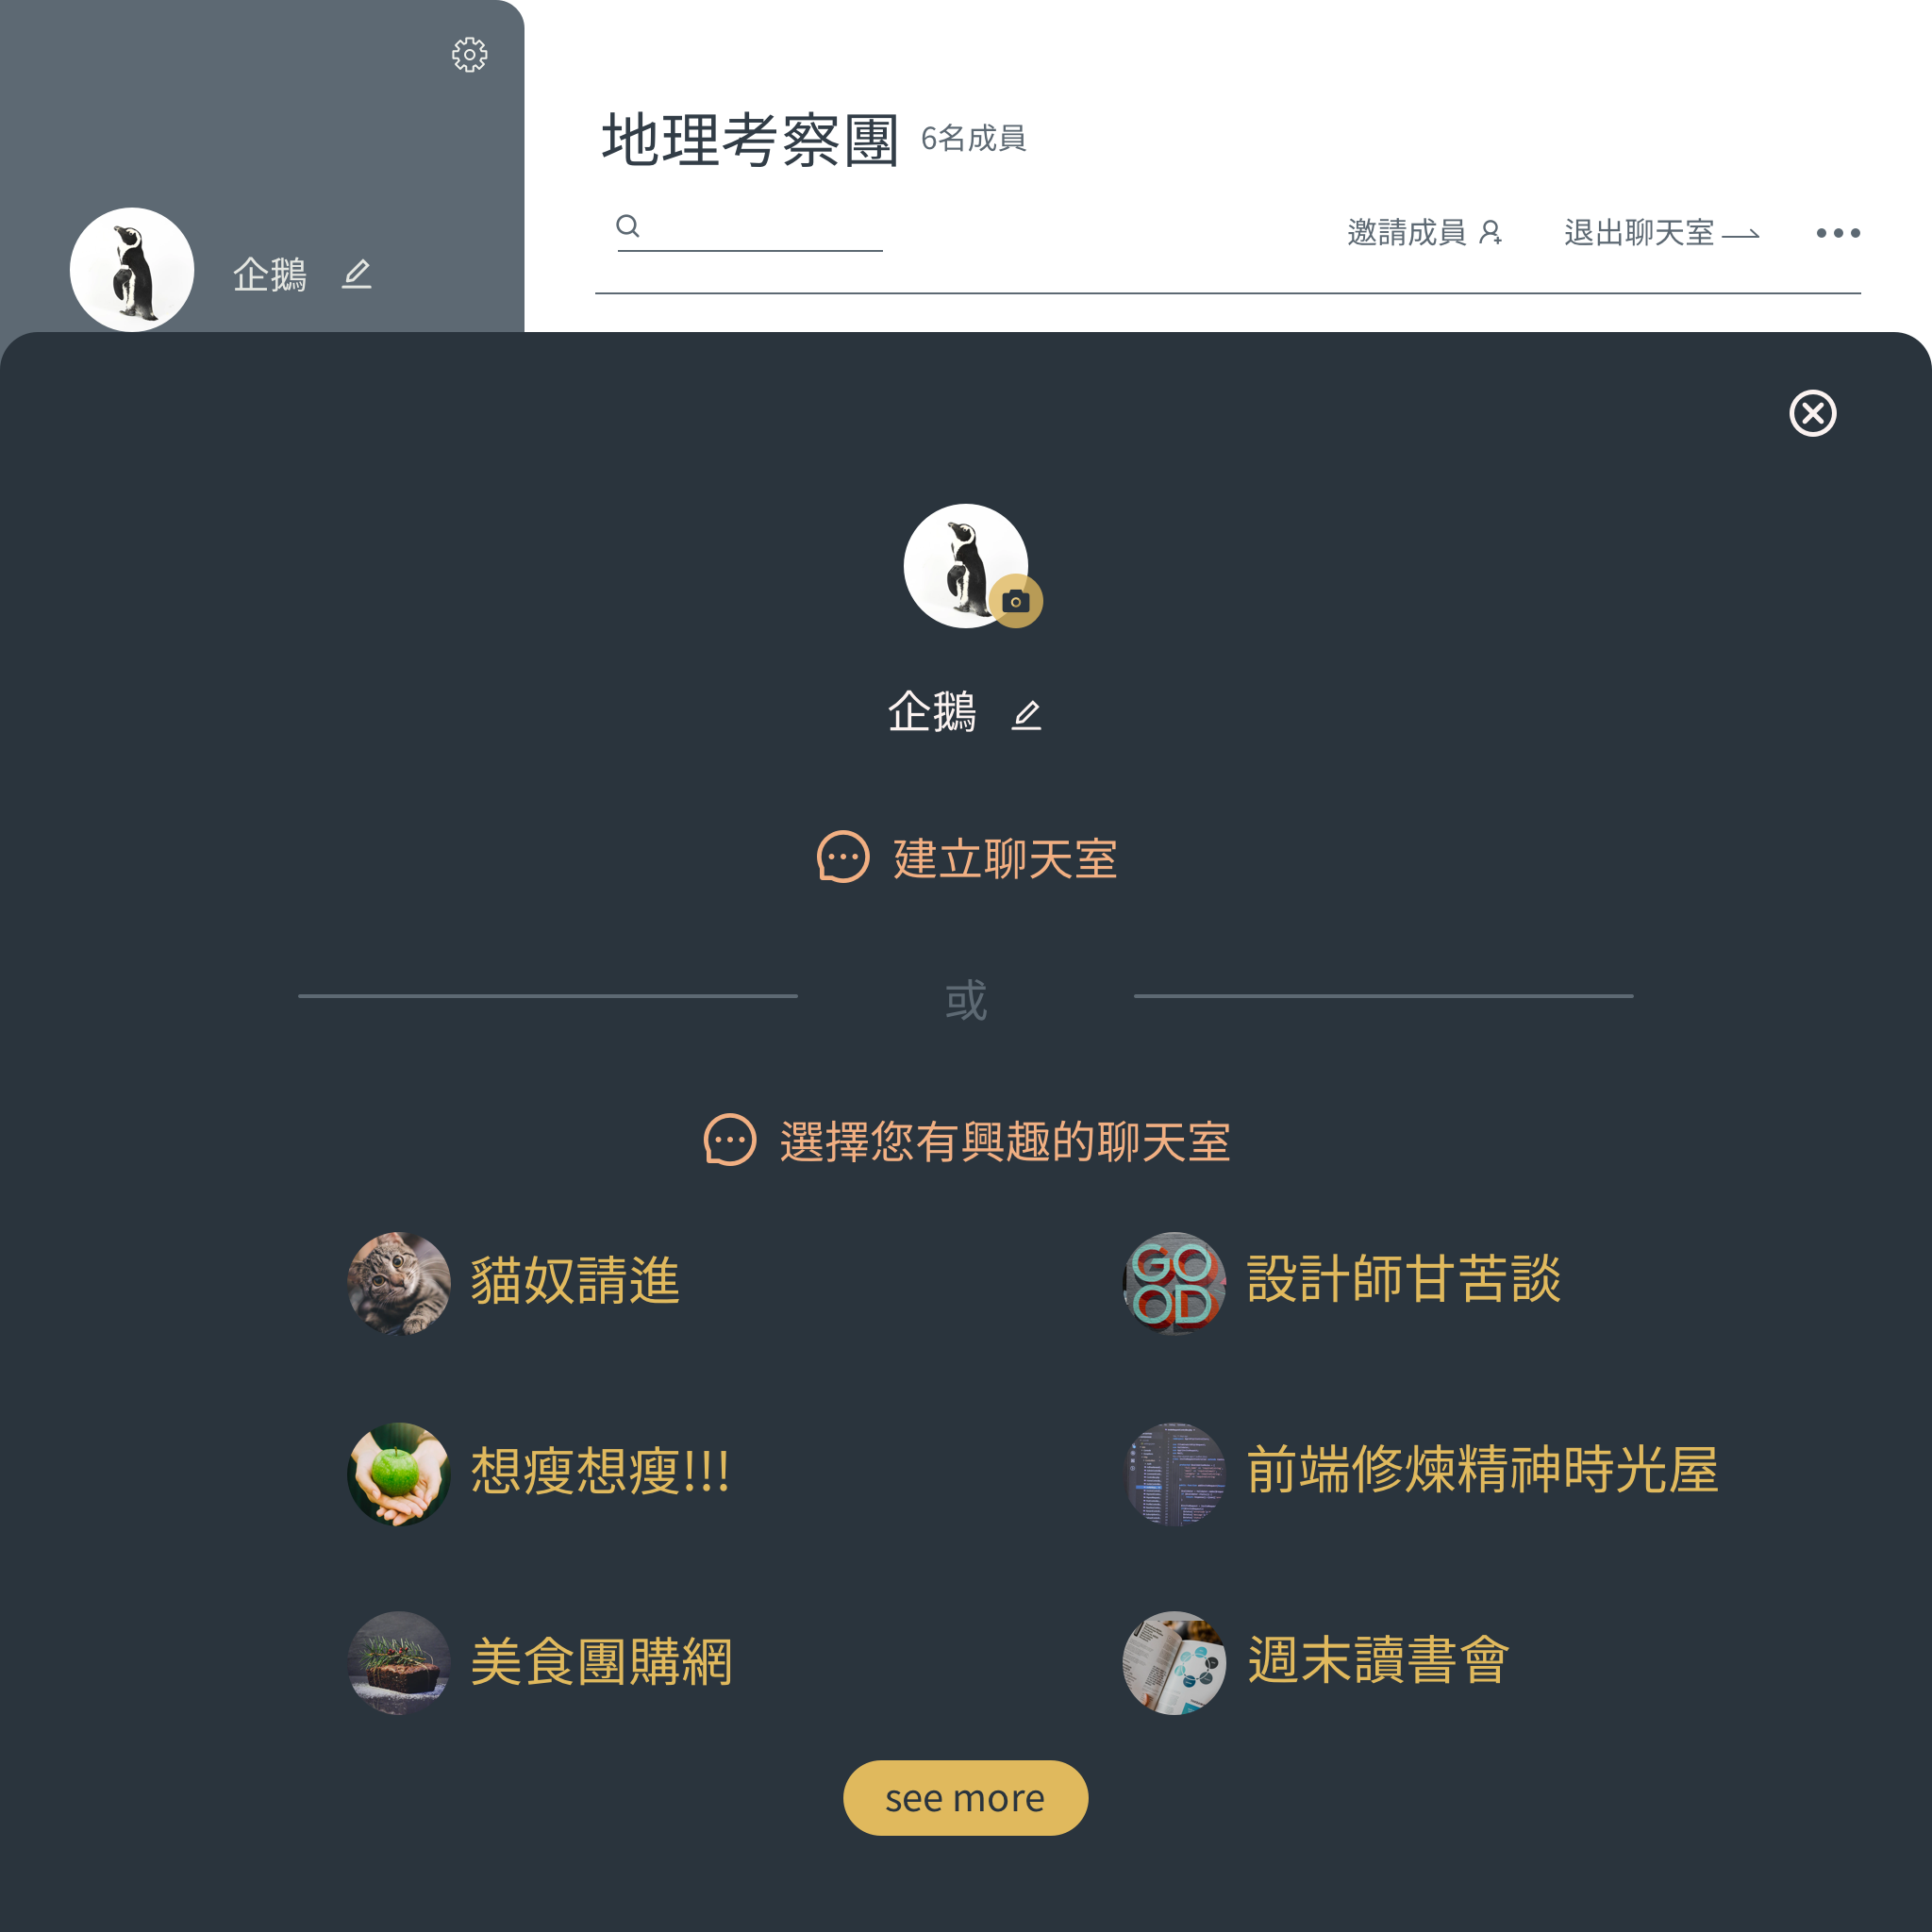 地理考察團 6名成員
邀請成員 退出聊天室
企鵝
企鵝
建立聊天室
或
選擇您有興趣的聊天室
貓奴請進
GO
OD
設計師甘苦談
想瘦想瘦!!!
前端修煉精神時光屋
美食團購網
週末讀書會
see more